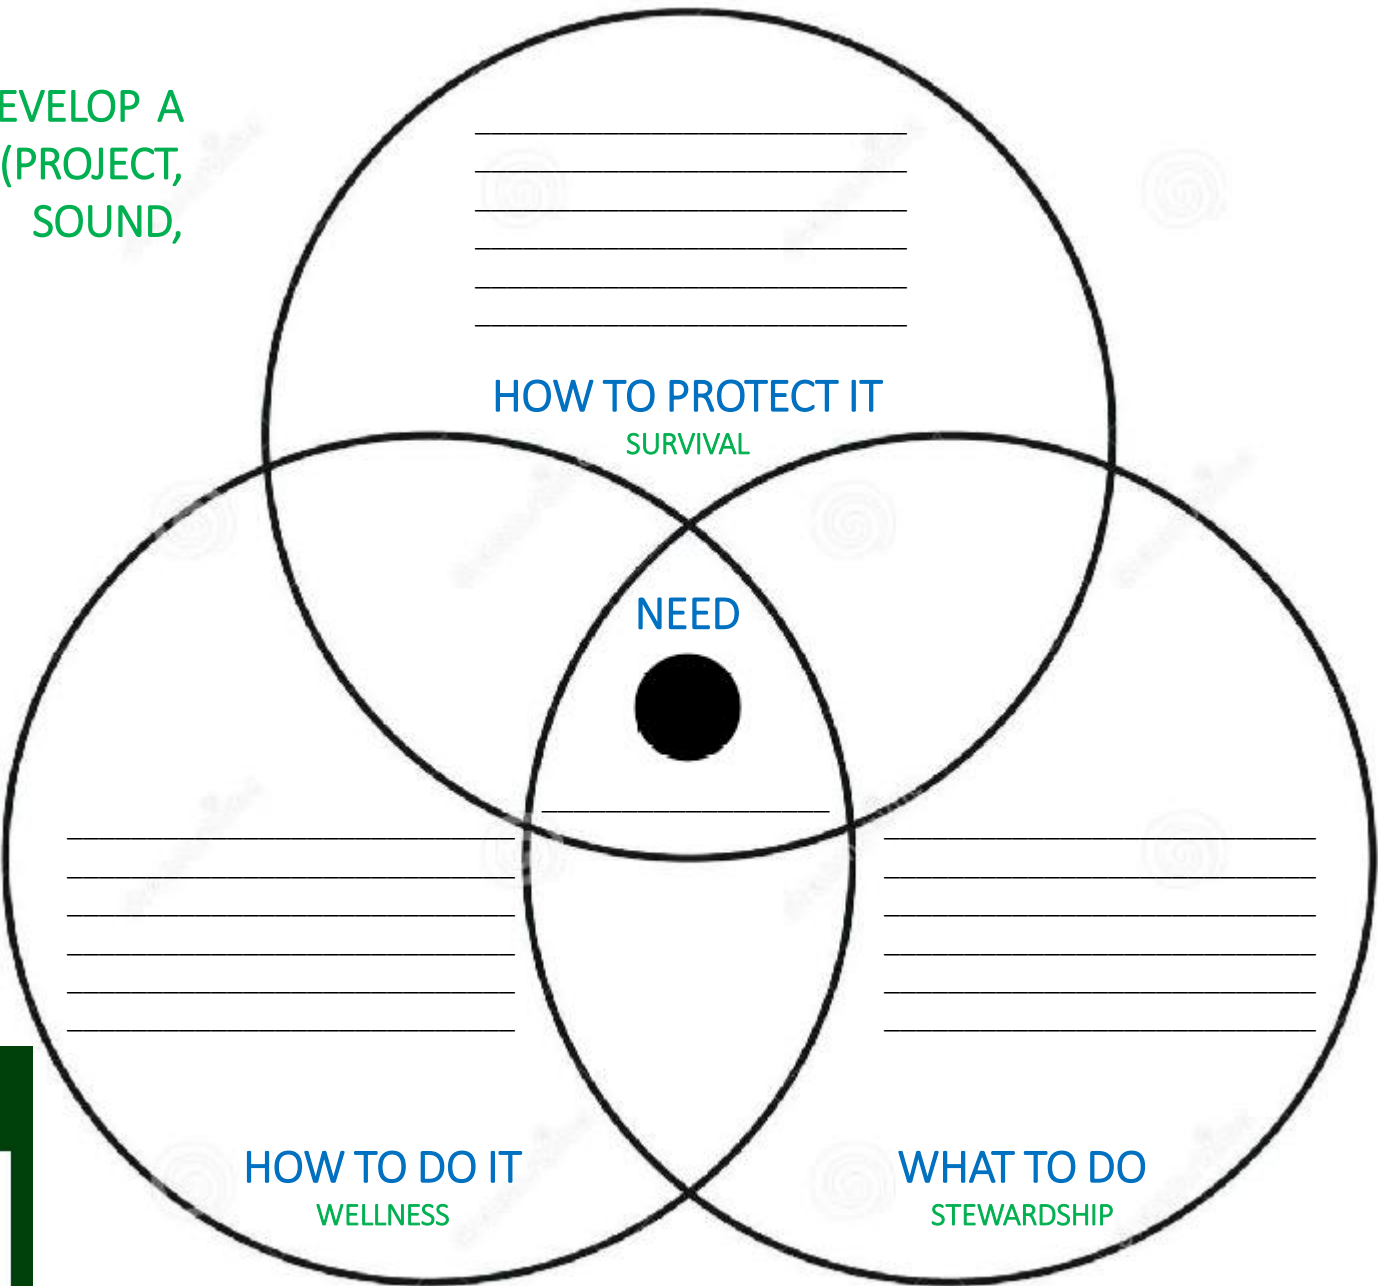 EVELOP A
(PROJECT,
SOUND,
HOW TO PROTECT IT
SURVIVAL
NEED
HOW TO DO IT
WELLNESS
WHAT TO DO
STEWARDSHIP